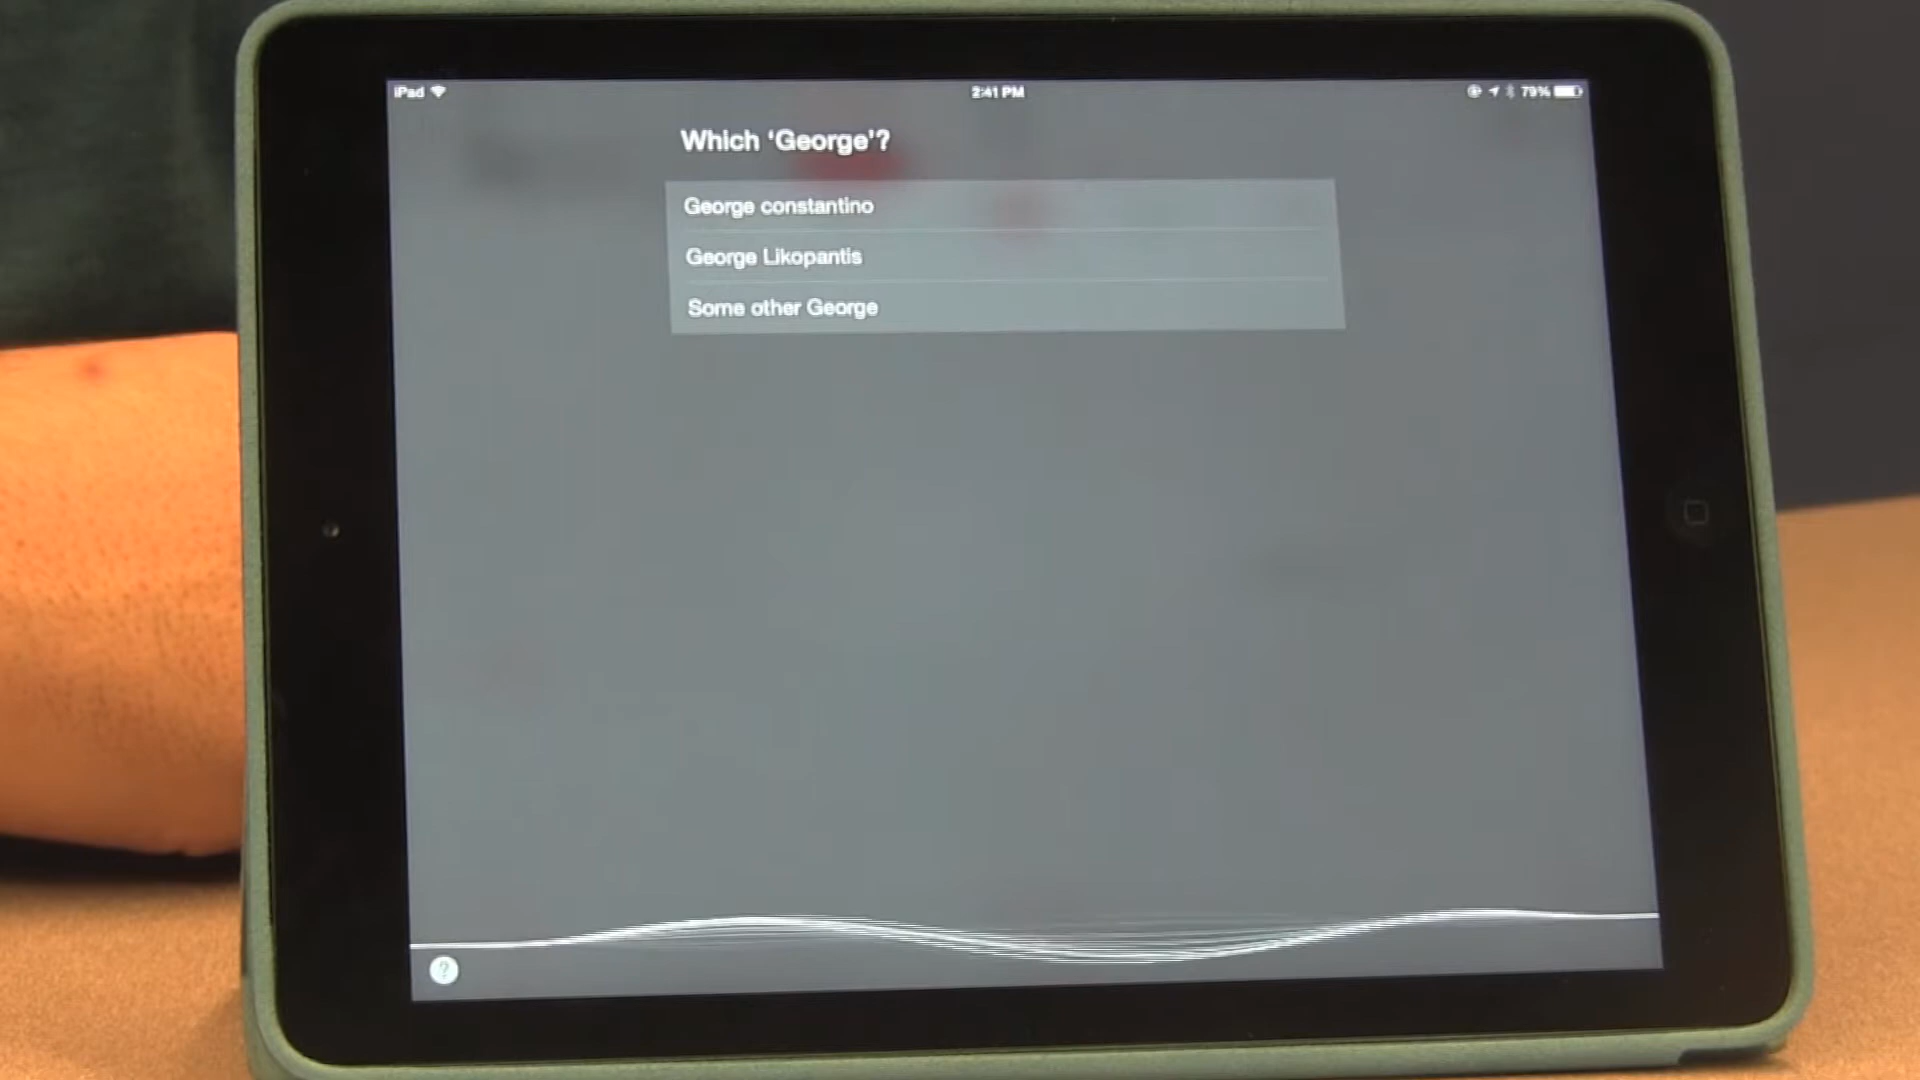 iPad 2:41 PM 79%
Which ‘George’?
George constantino
George Likopantis
Some other George
?